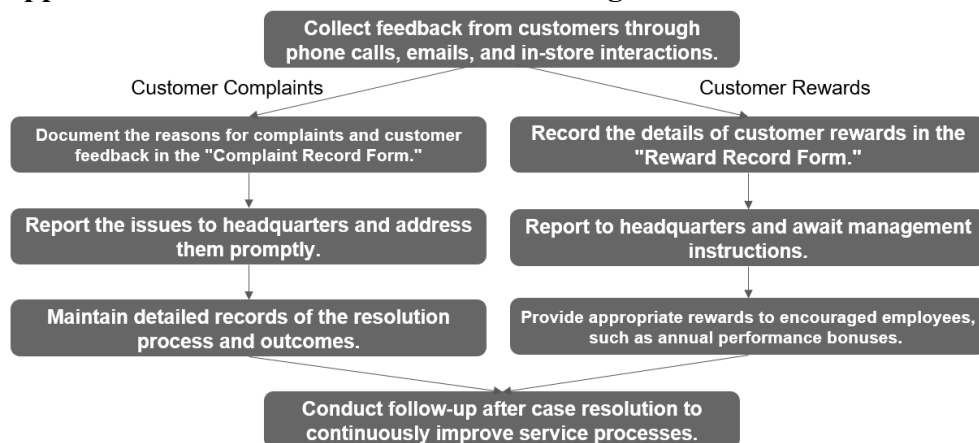 Collect feedback from customers through
phone calls, emails, and in-store interactions.
Customer Complaints
Customer Rewards
Document the reasons for complaints and customer
feedback in the "Complaint Record Form."
Record the details of customer rewards in the
"Reward Record Form."
Report the issues to headquarters and address
them promptly.
Report to headquarters and await management
instructions.
Maintain detailed records of the resolution
process and outcomes.
Provide appropriate rewards to encouraged employees,
such as annual performance bonuses.
Conduct follow-up after case resolution to
continuously improve service processes.